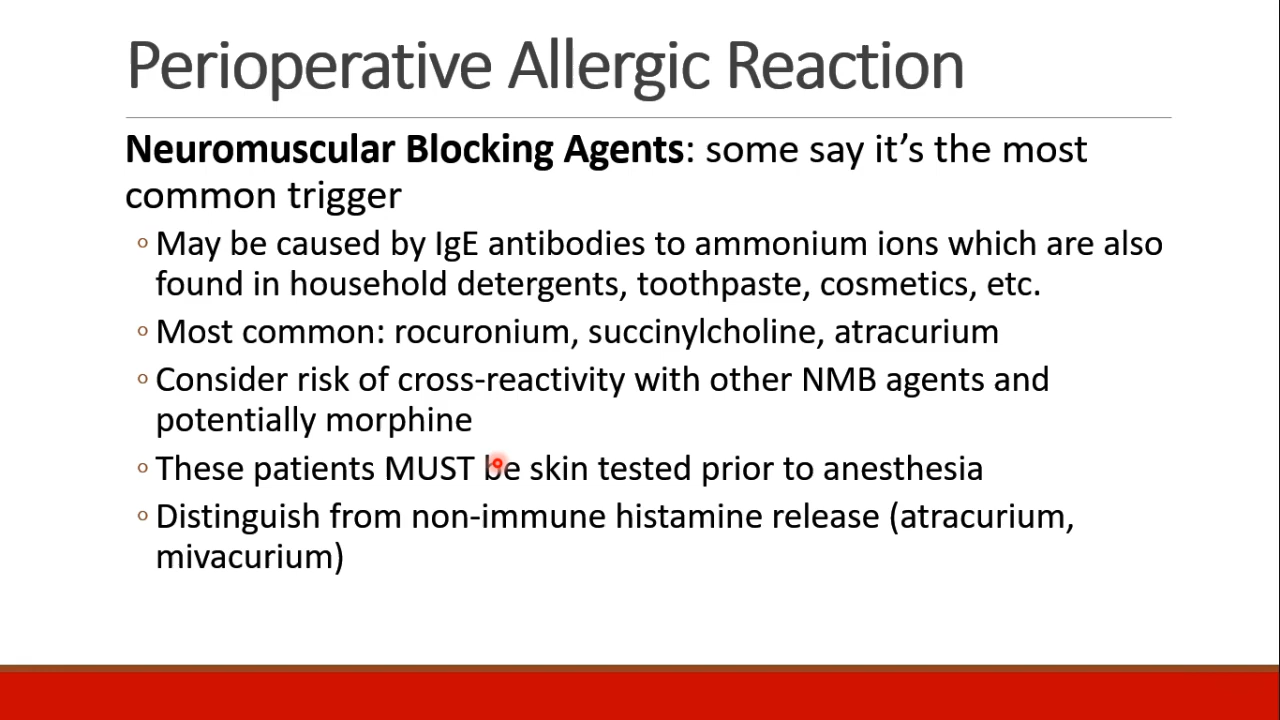 Perioperative Allergic Reaction
Neuromuscular Blocking Agents: some say it’s the most
common trigger
◦ May be caused by IgE antibodies to ammonium ions which are also
found in household detergents, toothpaste, cosmetics, etc.
◦ Most common: rocuronium, succinylcholine, atracurium
◦ Consider risk of cross-reactivity with other NMB agents and
potentially morphine
◦ These patients MUST be skin tested prior to anesthesia
◦ Distinguish from non-immune histamine release (atracurium,
mivacurium)